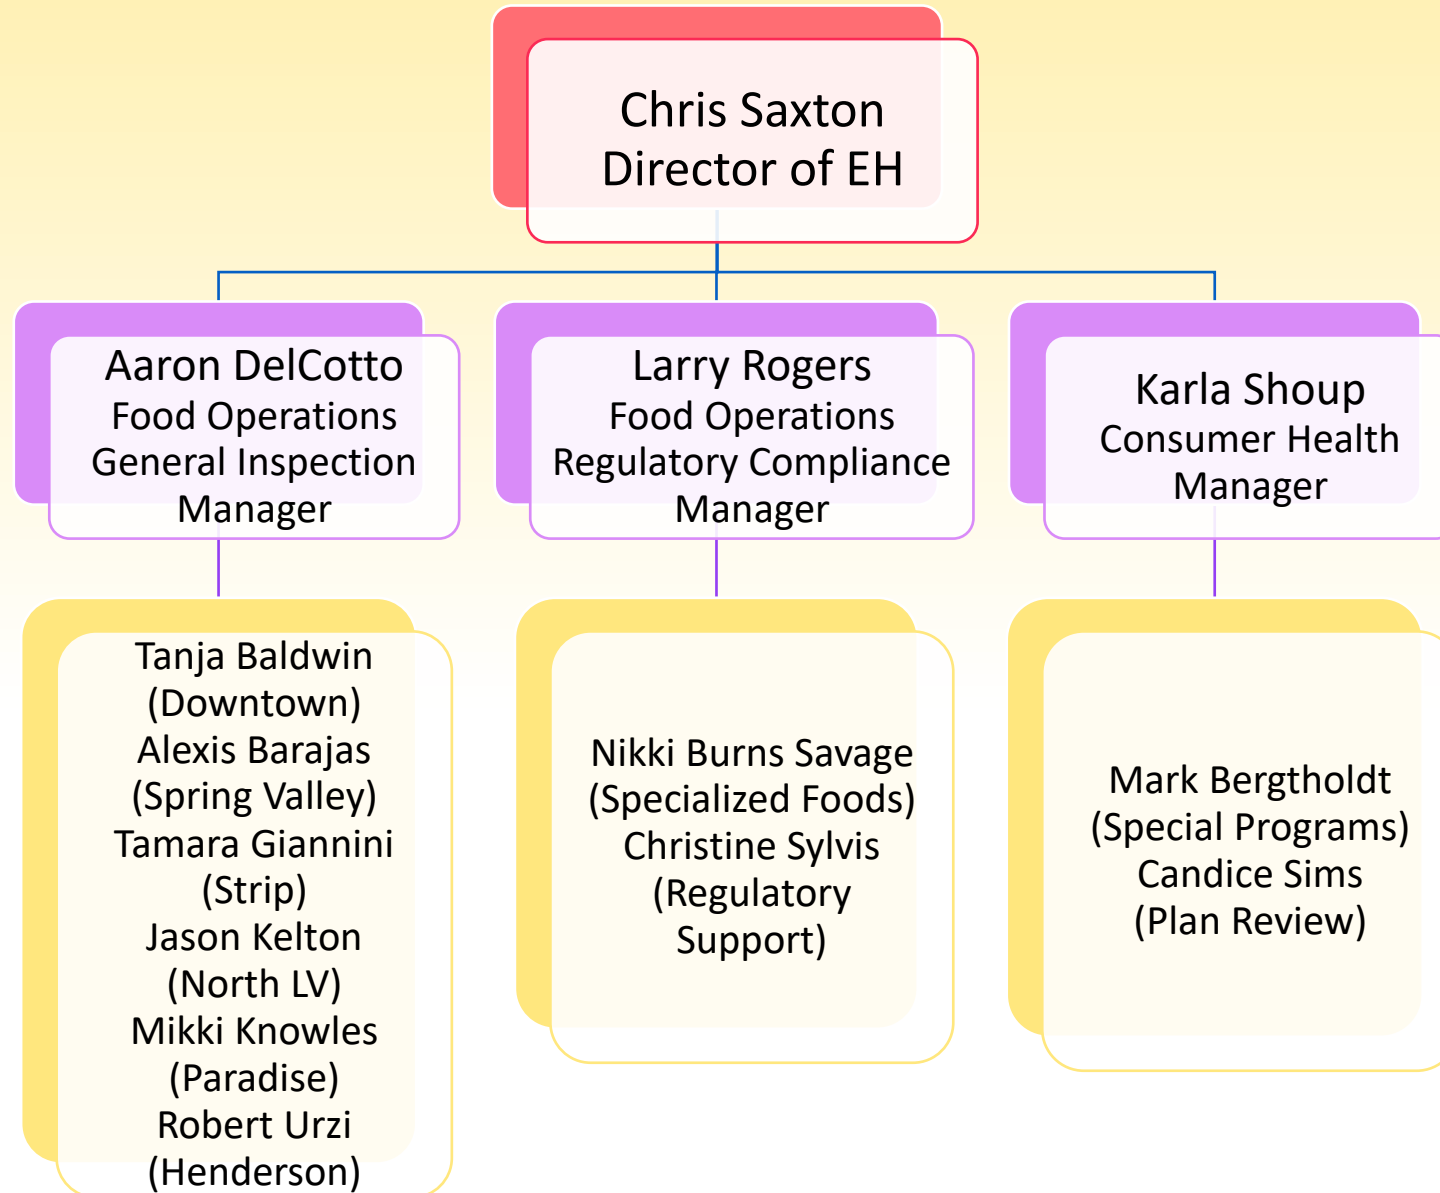 Chris Saxton
Director of EH
Aaron DelCotto
Food Operations
General Inspection
Manager
Larry Rogers
Food Operations
Regulatory Compliance
Manager
Karla Shoup
Consumer Health
Manager
Tanja Baldwin
(Downtown)
Alexis Barajas
(Spring Valley)
Tamara Giannini
(Strip)
Jason Kelton
(North LV)
Mikki Knowles
(Paradise)
Robert Urzi
(Henderson)
Nikki Burns Savage
(Specialized Foods)
Christine Sylvis
(Regulatory
Support)
Mark Bergtholdt
(Special Programs)
Candice Sims
(Plan Review)